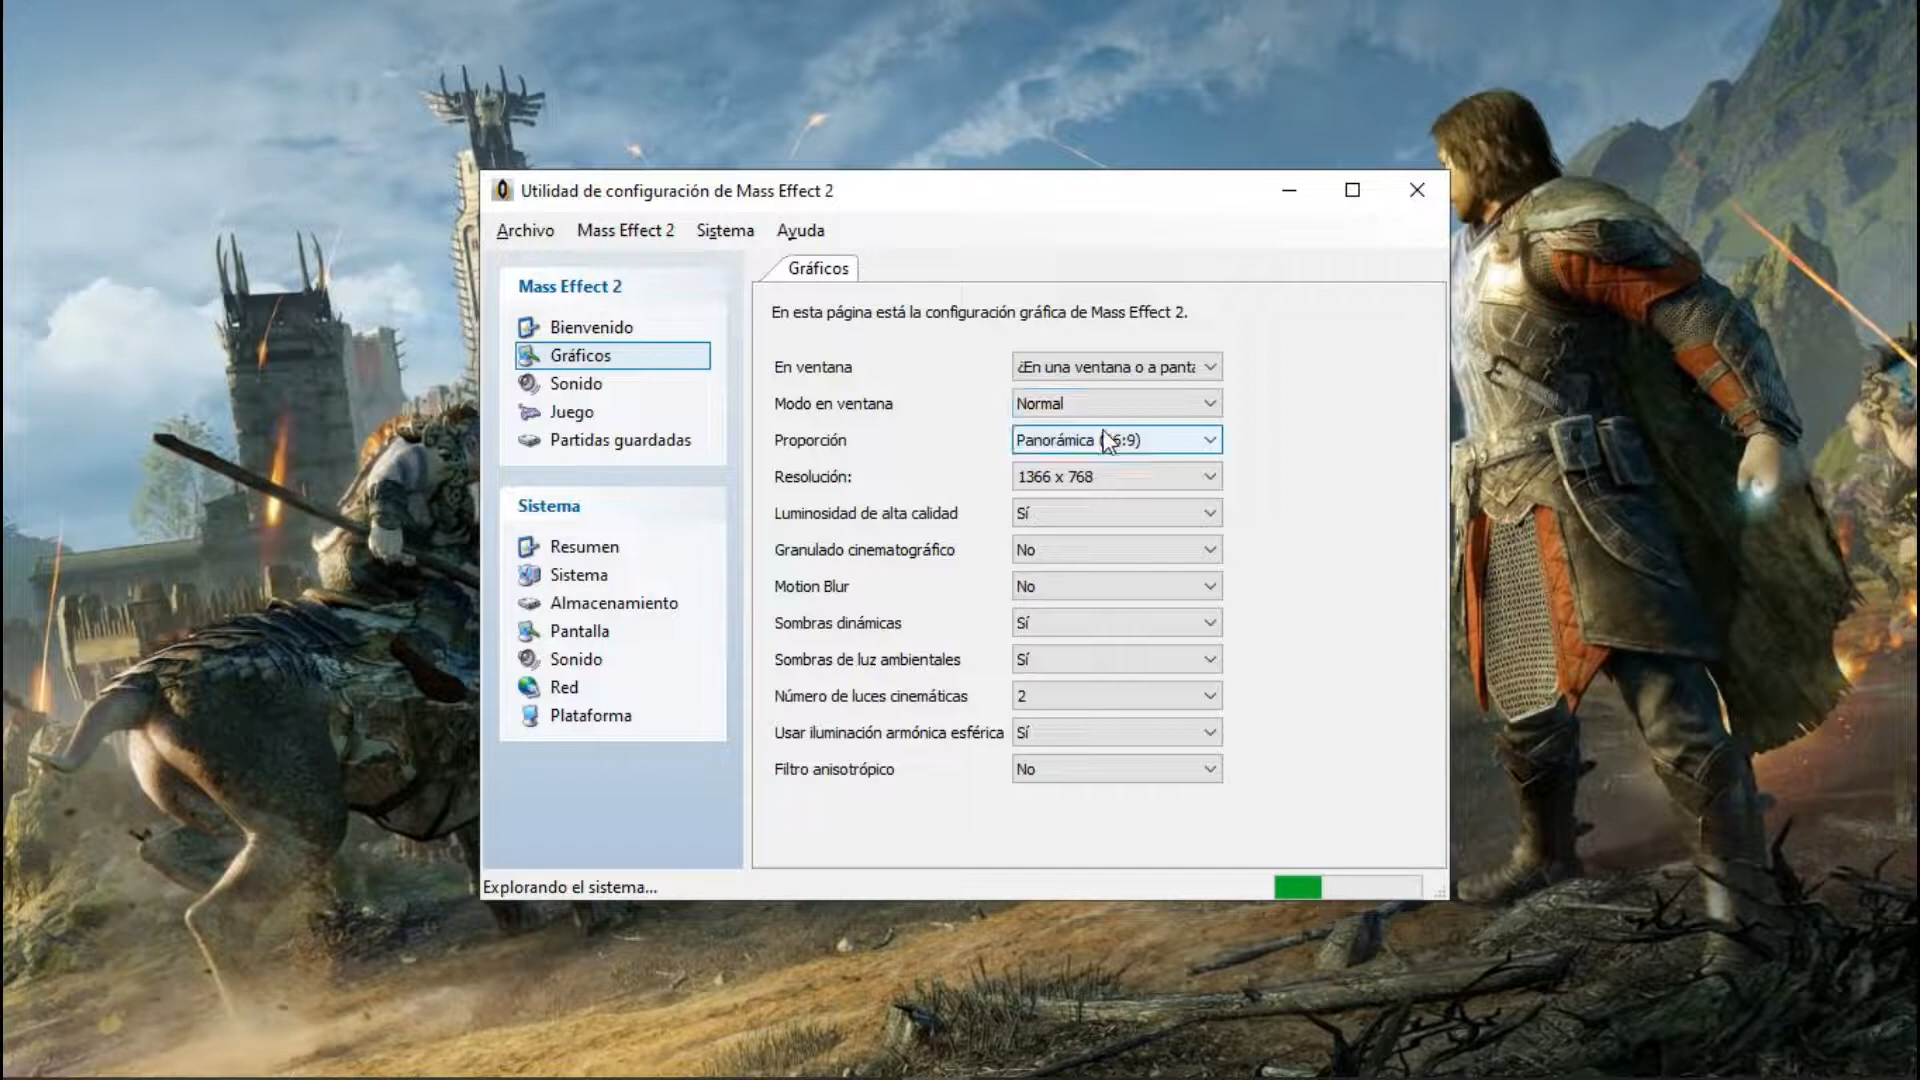 Utilidad de configuración de Mass Effect 2
Archivo Mass Effect 2 Sistema Ayuda
Mass Effect 2
Bienvenido
Gráficos
Sonido
Juego
Partidas guardadas
Sistema
Resumen
Sistema
Almacenamiento
Pantalla
Sonido
Red
Plataforma
Gráficos
En esta página está la configuración gráfica de Mass Effect 2.
En ventana ¿En una ventana o a panta
Modo en ventana Normal
Proporción Panorámica
Resolución: 1366 x 768
Luminosidad de alta calidad Sí
Granulado cinematográfico No
Motion Blur No
Sombras dinámicas Sí
Sombras de luz ambientales Sí
Número de luces cinemáticas 2
Usar iluminación armónica esférica Sí
Filtro anisotrópico No
Explorando el sistema...